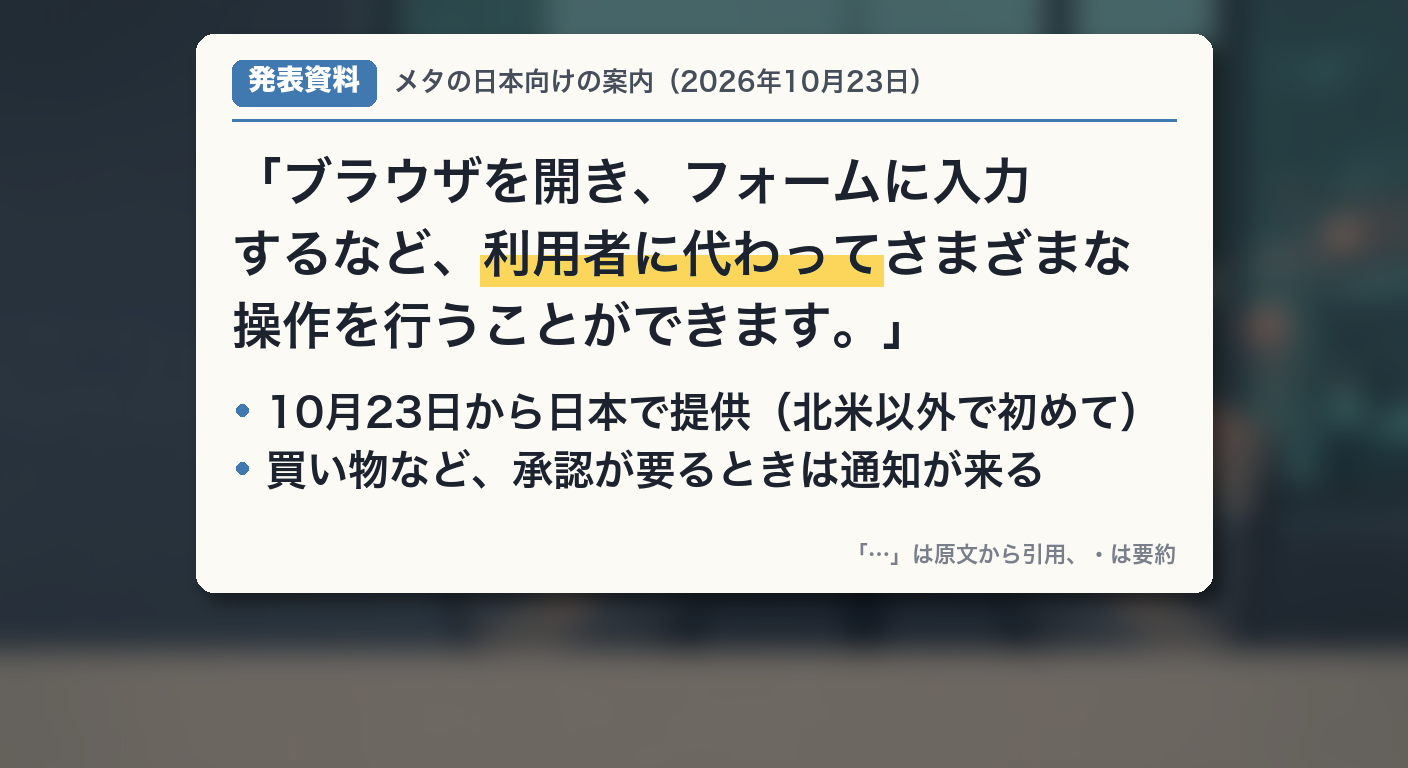 発表資料 メタの日本向けの案内（2026年10月23日）
「ブラウザを開き、フォームに入力
するなど、利用者に代わってさまざまな
操作を行うことができます。」
• 10月23日から日本で提供（北米以外で初めて）
• 買い物など、承認が要るときは通知が来る
「…」は原文から引用、・は要約